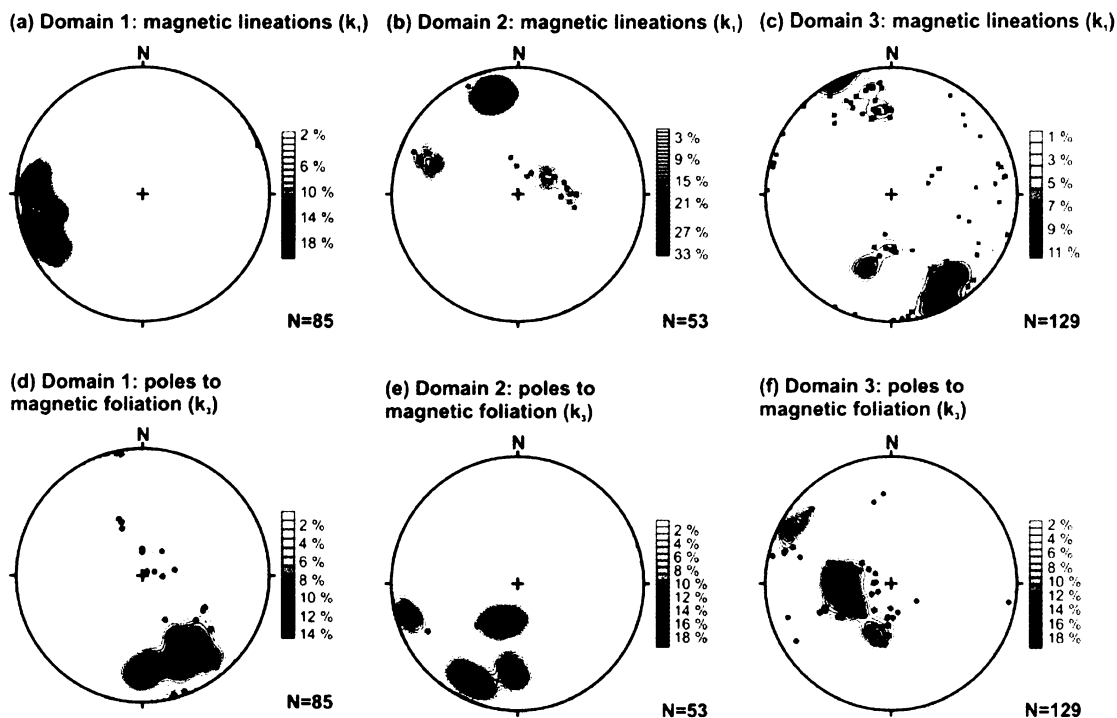 (a) Domain 1: magnetic lineations (k₁)
(b) Domain 2: magnetic lineations (k₁)
(c) Domain 3: magnetic lineations (k₁)
N
N
N
2 %
6 %
10 %
14 %
18 %
3 %
9 %
15 %
21 %
27 %
33 %
1 %
3 %
5 %
7 %
9 %
11 %
N=85
N=53
N=129
(d) Domain 1: poles to
magnetic foliation (k₃)
(e) Domain 2: poles to
magnetic foliation (k₃)
(f) Domain 3: poles to
magnetic foliation (k₃)
N
N
N
2 %
4 %
6 %
8 %
10 %
12 %
14 %
2 %
4 %
6 %
8 %
10 %
12 %
14 %
16 %
18 %
2 %
4 %
6 %
8 %
10 %
12 %
14 %
16 %
18 %
N=85
N=53
N=129